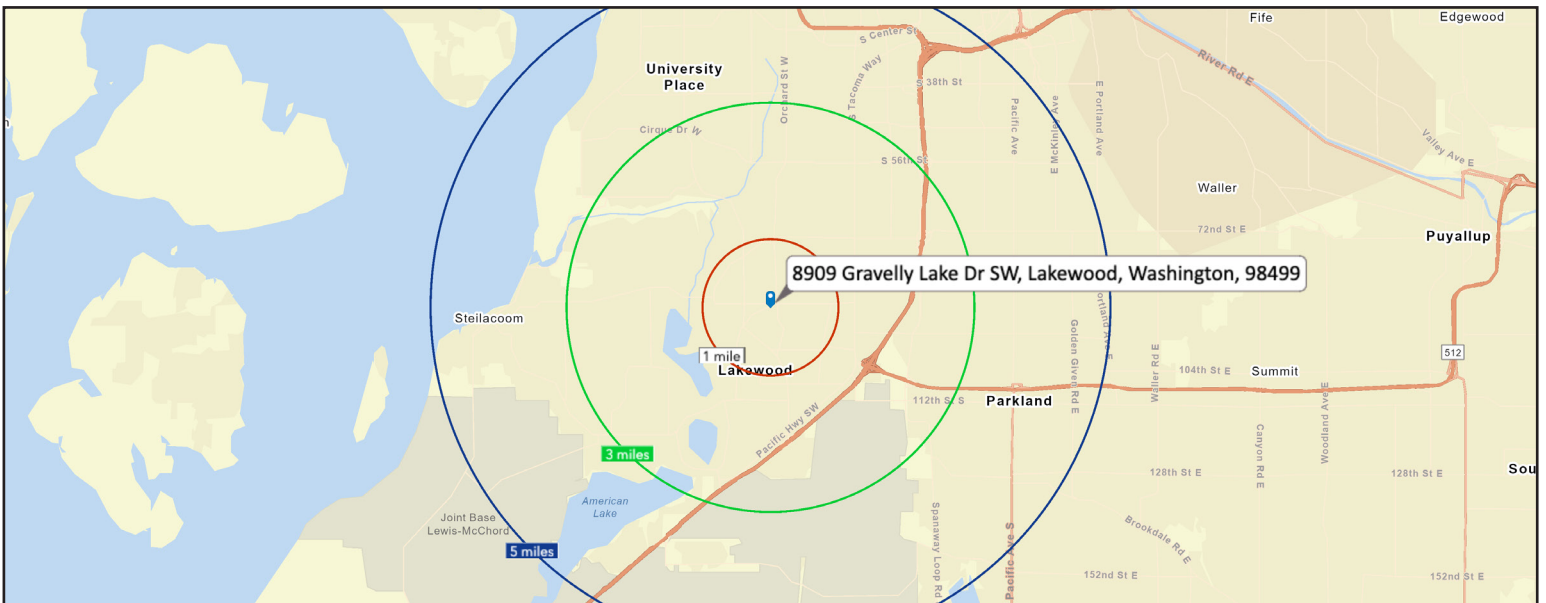 Fife
Edgewood
S Center St
River Rd E
University
Place
Orchard St W
S Tacoma Way
S 38th St
Pacific Ave
E McKinley Ave
E Portland Ave
Cirque Dr W
S 56th St
Valley Ave E
Waller
72nd St E
Puyallup
8909 Gravelly Lake Dr SW, Lakewood, Washington, 98499
Steilacoom
ortland Ave E
Golden Given Rd E
1 mile
Lakewood
Waller Rd E
104th St E
Summit
512
112th St S
Parkland
Woodland Ave E
Pacific Hwy SW
Canyon Rd E
3 miles
128th St E
128th St E
Sou
American
Lake
Joint Base
Lewis-McChord
5 miles
Spanaway Loop Rd
Pacific Ave S
Brookdale Rd E
152nd St E
152nd St E